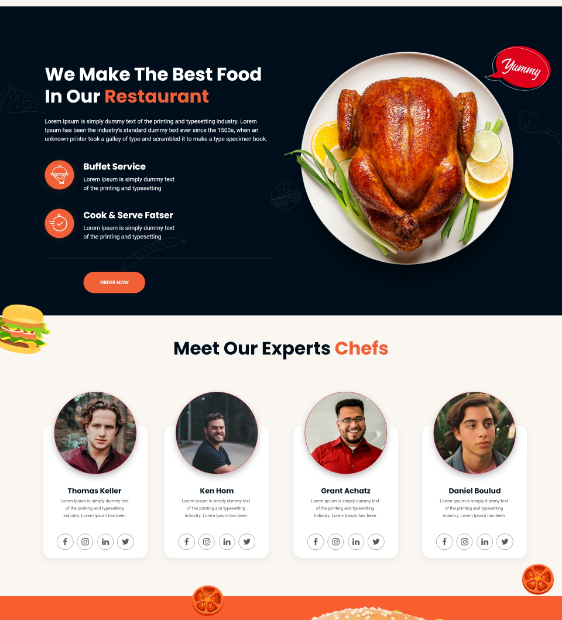 We Make The Best Food
In Our Restaurant
Lorem Ipsum is simply dummy text of the printing and typesetting industry. Lorem
Ipsum has been the industry's standard dummy text ever since the 1500s, when an
unknown printer took a galley of type and scrambled it to make a type specimen book.
Buffet Service
Lorem Ipsum is simply dummy text
of the printing and typesetting
Cook & Serve Fatser
Lorem Ipsum is simply dummy text
of the printing and typesetting
ORDER NOW
Yummy
Meet Our Experts Chefs
Thomas Keller
Lorem Ipsum is simply dummy text
of the printing and typesetting
industry. Lorem Ipsum has been
Ken Hom
Lorem Ipsum is simply dummy text
of the printing and typesetting
industry. Lorem Ipsum has been
Grant Achatz
Lorem Ipsum is simply dummy text
of the printing and typesetting
industry. Lorem Ipsum has been
Daniel Boulud
Lorem Ipsum is simply dummy text
of the printing and typesetting
industry. Lorem Ipsum has been